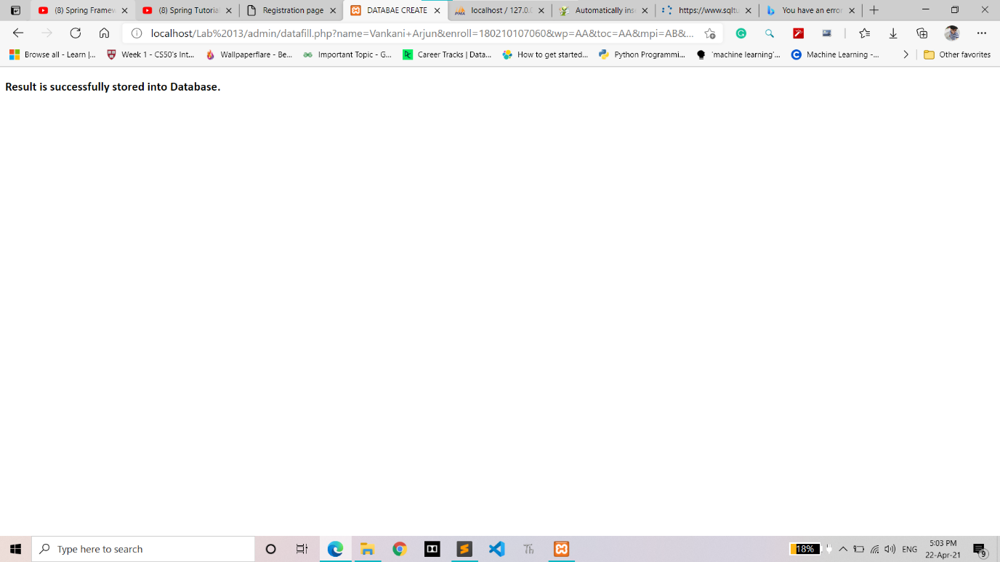 (8) Spring Framew
(8) Spring Tutoria
Registration page
DATABAE CREATE
localhost / 127.0.0
Automatically inse
https://www.sqltu
You have an error
localhost/Lab%2013/admin/datafill.php?name=Vankani+Arjun&enroll=180210107060&wp=AA&toc=AA&mpi=AB&...
Browse all - Learn |...
Week 1 - CS50's Int...
Wallpaperflare - Be...
Important Topic - G...
Career Tracks | Data...
How to get started...
Python Programmi...
'machine learning'...
Machine Learning -...
Other favorites
Result is successfully stored into Database.
Type here to search
18%
ENG
5:03 PM
22-Apr-21
9